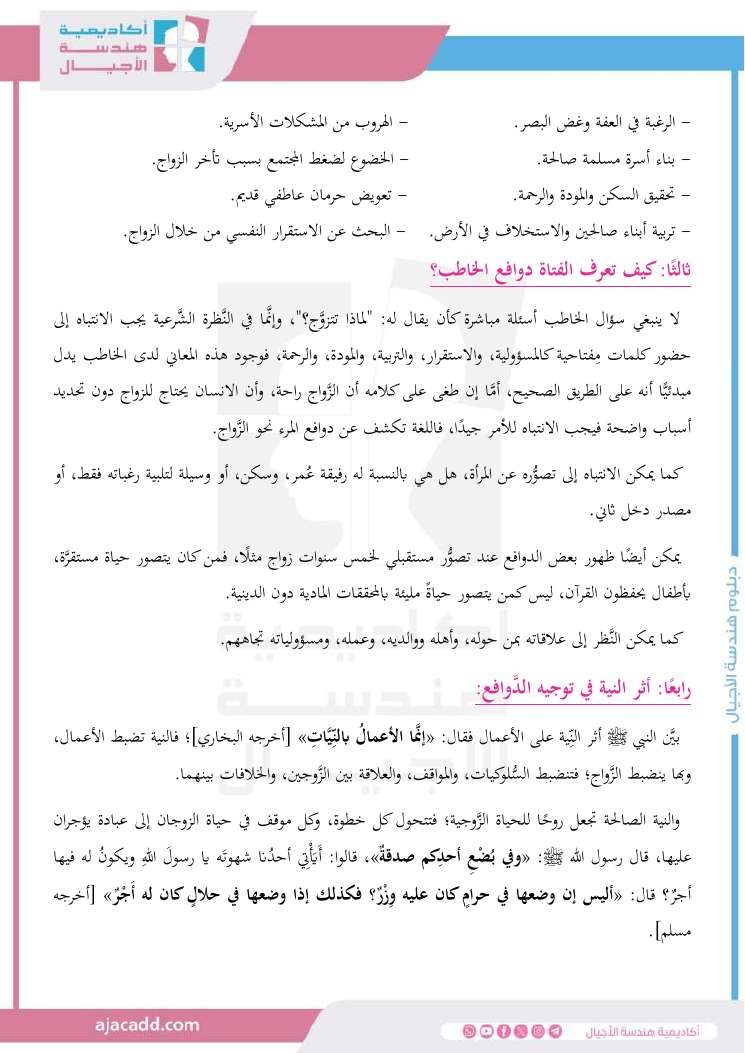 أكاديمية
هندسة
الأجيال
– الرغبة في العفة وغض البصر. – الهروب من المشكلات الأسرية.
– بناء أسرة مسلمة صالحة. – الخضوع لضغط المجتمع بسبب تأخر الزواج.
– تحقيق السكن والمودة والرحمة. – تعويض حرمان عاطفي قديم.
– تربية أبناء صالحين والاستخلاف في الأرض. – البحث عن الاستقرار النفسي من خلال الزواج.
ثالثًا: كيف تعرف الفتاة دوافع الخاطب؟
لا ينبغي سؤال الخاطب أسئلة مباشرة كأن يقال له: "لماذا تتزوَّج؟"، وإنَّما في النَّظرة الشَّرعية يجب الانتباه إلى
حضور كلمات مِفتاحية كالمسؤولية، والاستقرار، والتربية، والمودة، والرحمة، فوجود هذه المعاني لدى الخاطب يدل
مبدئيًّا أنه على الطريق الصحيح، أمَّا إن طغى على كلامه أن الزَّواج راحة، وأن الانسان يحتاج للزواج دون تحديد
أسباب واضحة فيجب الانتباه للأمر جيدًا، فاللغة تكشف عن دوافع المرء نحو الزَّواج.
كما يمكن الانتباه إلى تصوُّره عن المرأة، هل هي بالنسبة له رفيقة عُمر، وسكن، أو وسيلة لتلبية رغباته فقط، أو
مصدر دخل ثاني.
يمكن أيضًا ظهور بعض الدوافع عند تصوُّر مستقبلي لخمس سنوات زواج مثلًا، فمن كان يتصور حياة مستقرَّة،
بأطفال يحفظون القرآن، ليس كمن يتصور حياةً مليئة بالمحققات المادية دون الدينية.
كما يمكن النَّظر إلى علاقاته بمن حوله، وأهله ووالديه، وعمله، ومسؤولياته تجاههم.
رابعًا: أثر النية في توجيه الدَّوافع:
بيَّن النبي ﷺ أثر النِّية على الأعمال فقال: «إنَّما الأعمالُ بالنِّيَّاتِ» [أخرجه البخاري]؛ فالنية تضبط الأعمال،
وبها ينضبط الزَّواج؛ فتنضبط السُّلوكيات، والمواقف، والعلاقة بين الزَّوجين، والخلافات بينهما.
والنية الصالحة تجعل روحًا للحياة الزَّوجية؛ فتتحول كل خطوة، وكل موقف في حياة الزوجان إلى عبادة يؤجران
عليها، قال رسول الله ﷺ: «وفي بُضْعِ أحدِكم صدقةٌ»، قالوا: أَيَأْتِي أحدُنا شهوتَه يا رسولَ اللهِ ويكونُ له فيها
أجرٌ؟ قال: «أليس إن وضعها في حرامٍ كان عليه وِزْرٌ؟ فكذلك إذا وضعها في حلالٍ كان له أَجْرٌ» [أخرجه
مسلم].
دبلوم هندسة الأجيال
أكاديمية
هندسة
الأجيال
ajacadd.com
أكاديمية هندسة الأجيال